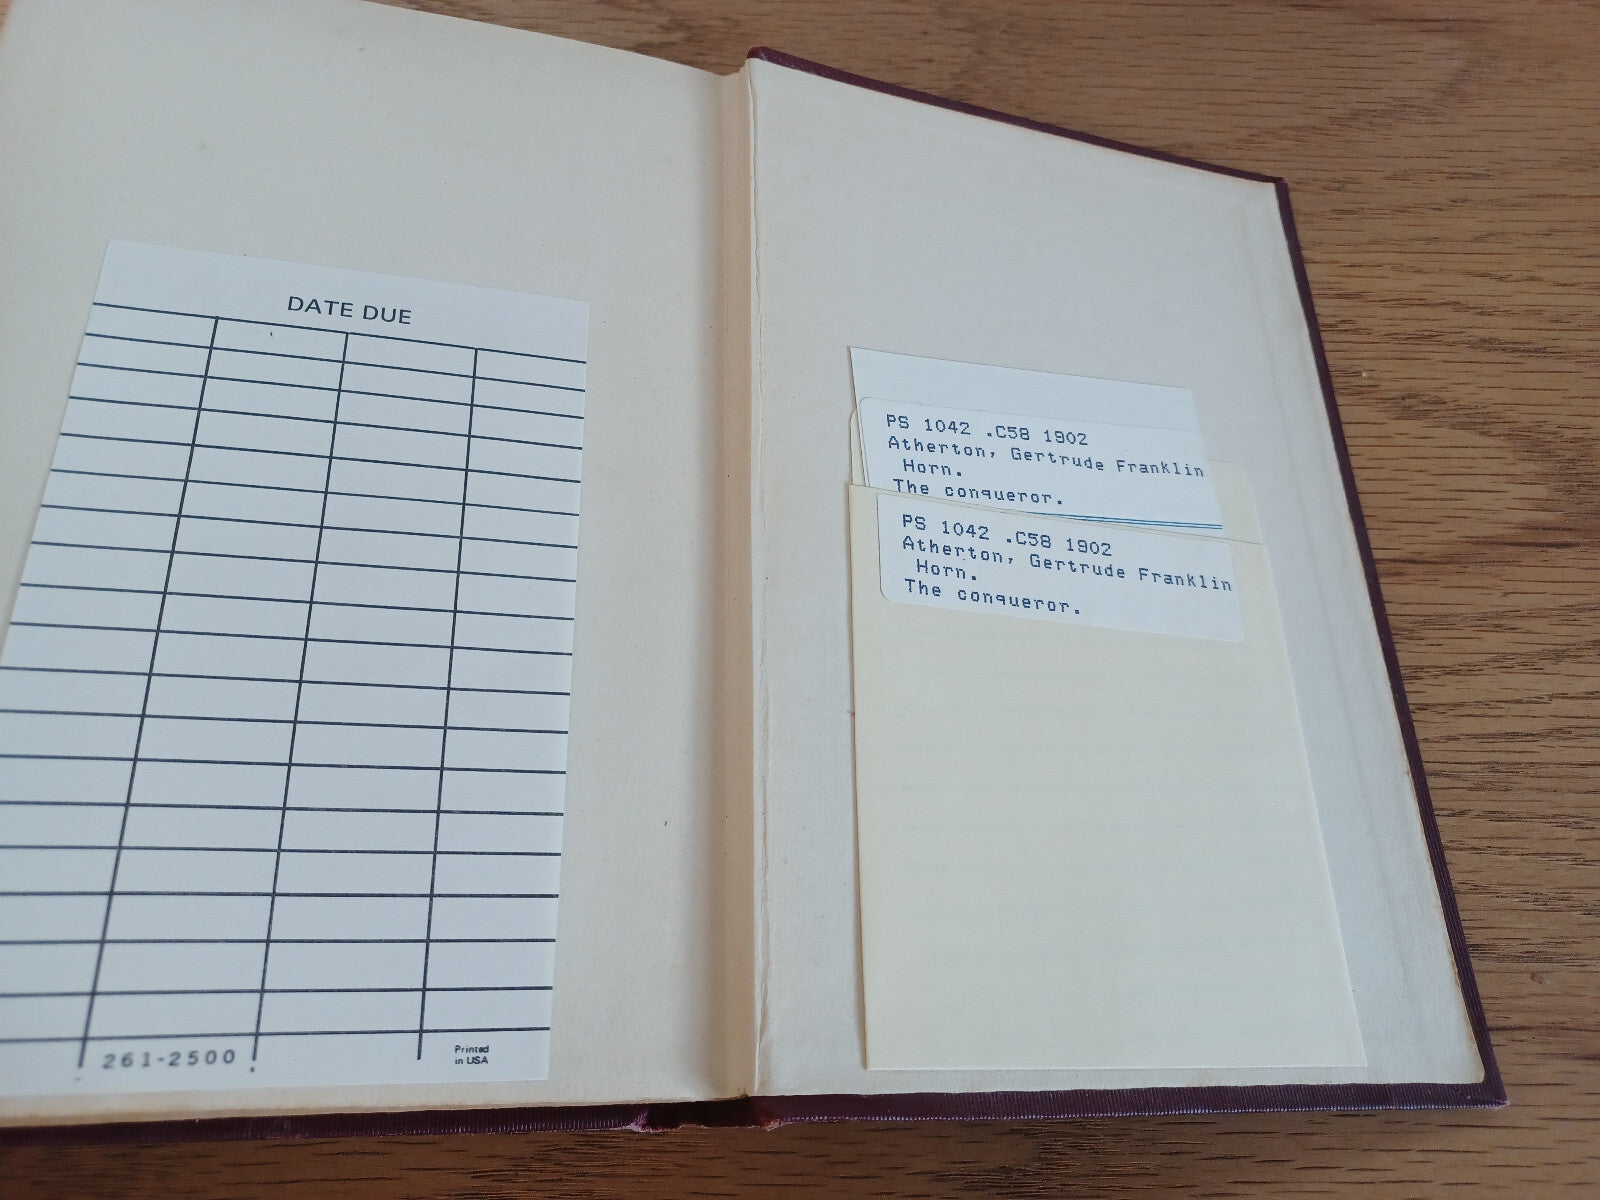 DATE DUE
261-2500
Printed
in USA
PS 1042 .C58 1902
Atherton, Gertrude Franklin
Horn.
The conqueror.
PS 1042 .C58 1902
Atherton, Gertrude Franklin
Horn.
The conqueror.